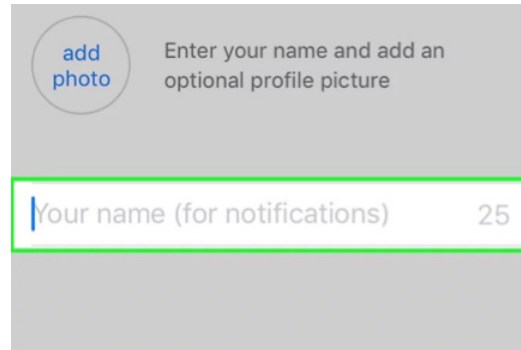 add
photo
Enter your name and add an
optional profile picture
Your name (for notifications) 25